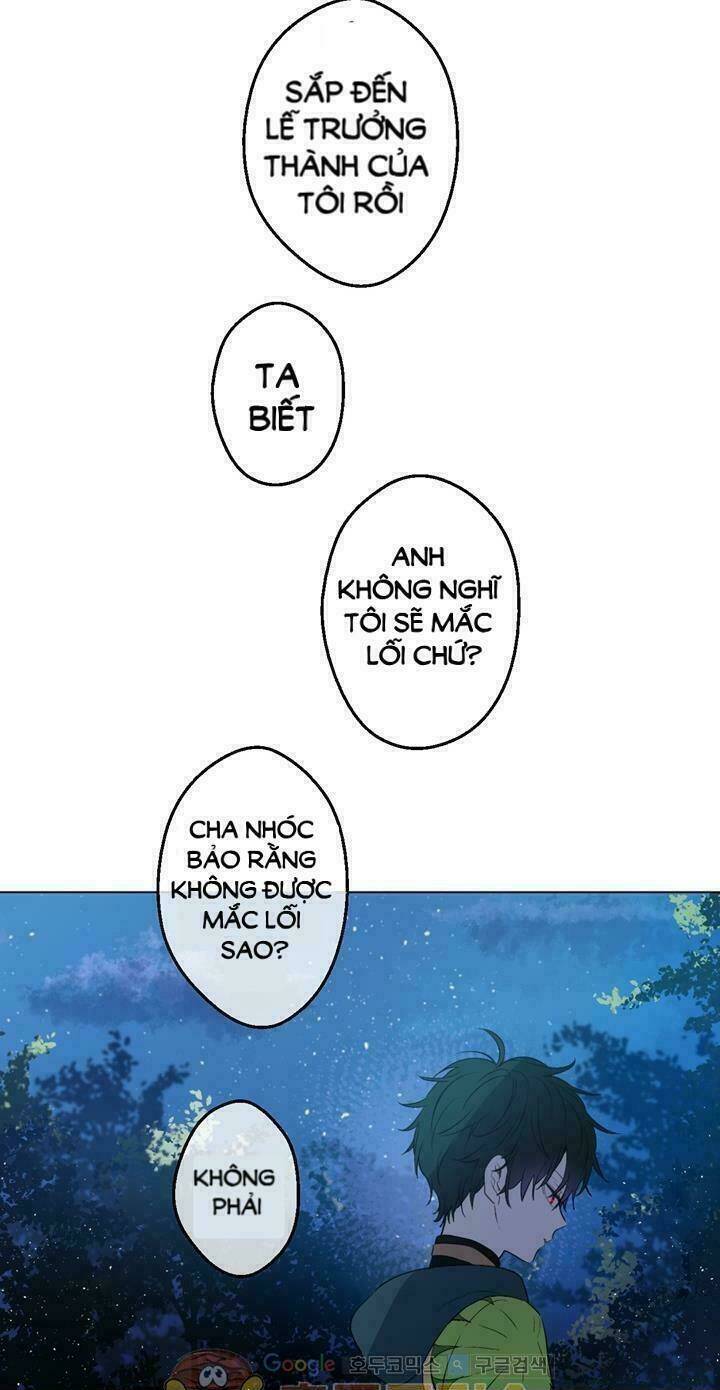 SẮP ĐẾN
LỄ TRƯỞNG
THÀNH CỦA
TÔI RỒI
TA
BIẾT
ANH
KHÔNG NGHĨ
TÔI SẼ MẮC
LỖI CHỨ?
CHA NHÓC
BẢO RẰNG
KHÔNG ĐƯỢC
MẮC LỖI
SAO?
KHÔNG
PHẢI
Google 호두코믹스 구글검색